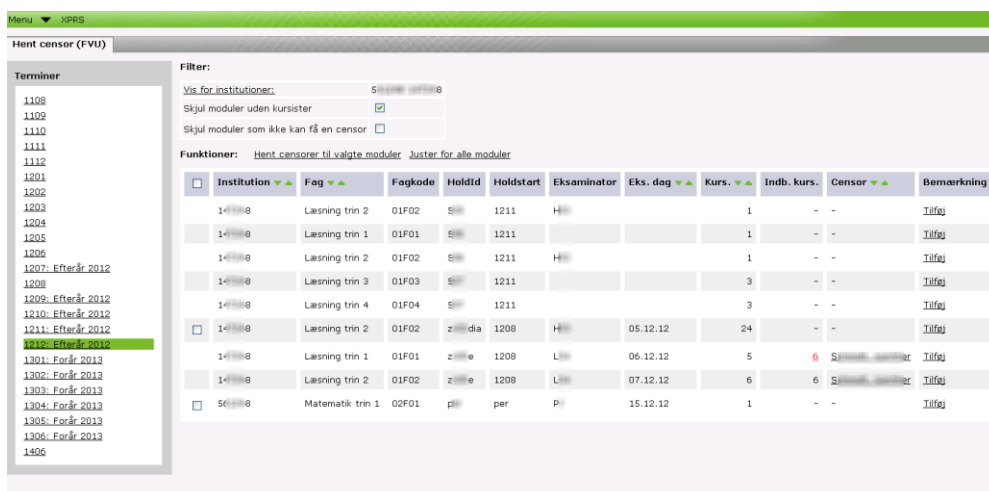 Menu XPRS
Hent censor (FVU)
Terminer
1108
1109
1110
1111
1112
1201
1202
1203
1204
1205
1206
1207: Efterår 2012
1208
1209: Efterår 2012
1210: Efterår 2012
1211: Efterår 2012
1212: Efterår 2012
1301: Forår 2013
1302: Forår 2013
1303: Forår 2013
1304: Forår 2013
1305: Forår 2013
1306: Forår 2013
1406
Filter:
Vis for institutioner:
Skjul moduler uden kursister
Skjul moduler som ikke kan få en censor
Funktioner: Hent censorer til valgte moduler Juster for alle moduler
Institution Fag Fagkode HoldId Holdstart Eksaminator Eks. dag Kurs. Indb. kurs. Censor Bemærkning
Læsning trin 2 01F02 1211 1 - - Tilføj
Læsning trin 1 01F01 1211 1 - - Tilføj
Læsning trin 2 01F02 1211 1 - - Tilføj
Læsning trin 3 01F03 1211 3 - - Tilføj
Læsning trin 4 01F04 1211 3 - - Tilføj
Læsning trin 2 01F02 1208 05.12.12 24 - - Tilføj
Læsning trin 1 01F01 1208 06.12.12 5 6 Tilføj
Læsning trin 2 01F02 1208 07.12.12 6 6 Tilføj
Matematik trin 1 02F01 per 15.12.12 1 - - Tilføj